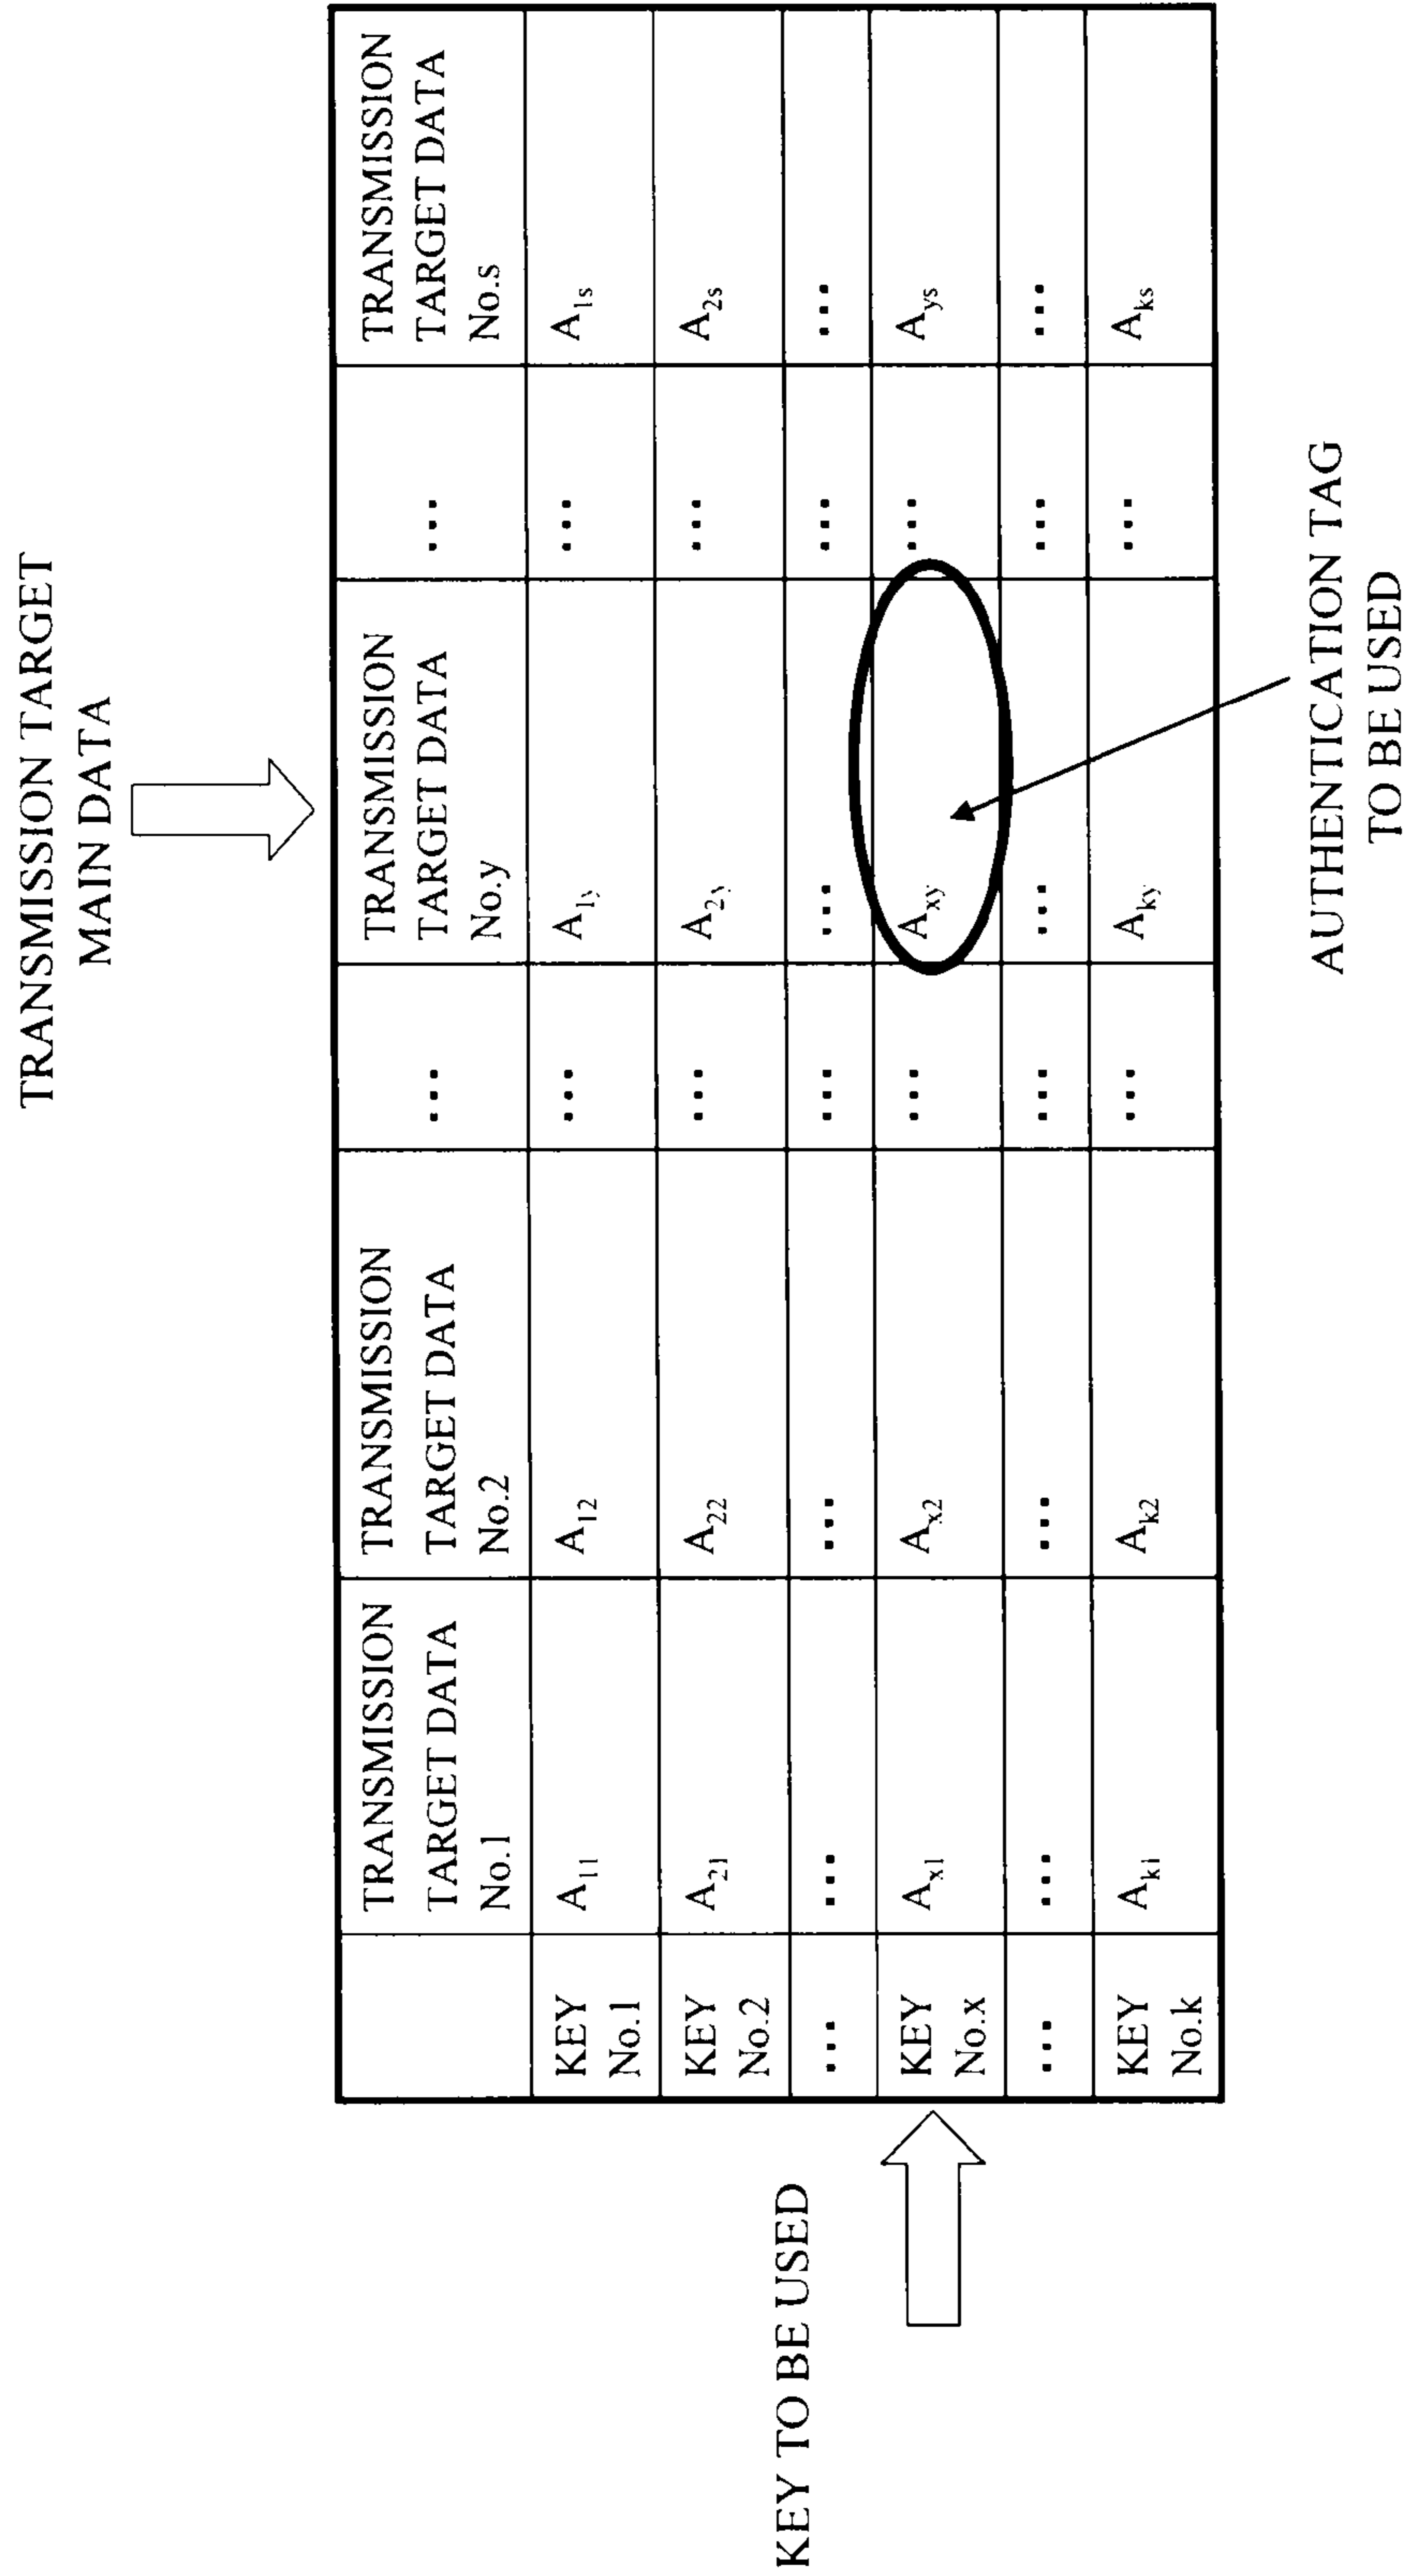 TRANSMISSION TARGET
MAIN DATA
TRANSMISSION
TARGET DATA
No.1
TRANSMISSION
TARGET DATA
No.2
...
TRANSMISSION
TARGET DATA
No.y
...
TRANSMISSION
TARGET DATA
No.s
KEY
No.1
A11
A12
...
A1y
...
A1s
KEY
No.2
A21
A22
...
A2y
...
A2s
...
...
...
...
...
...
...
KEY TO BE USED
KEY
No.x
Ax1
Ax2
...
Axy
...
Ays
...
...
...
...
...
...
...
KEY
No.k
Ak1
Ak2
...
Aky
...
Aks
AUTHENTICATION TAG
TO BE USED